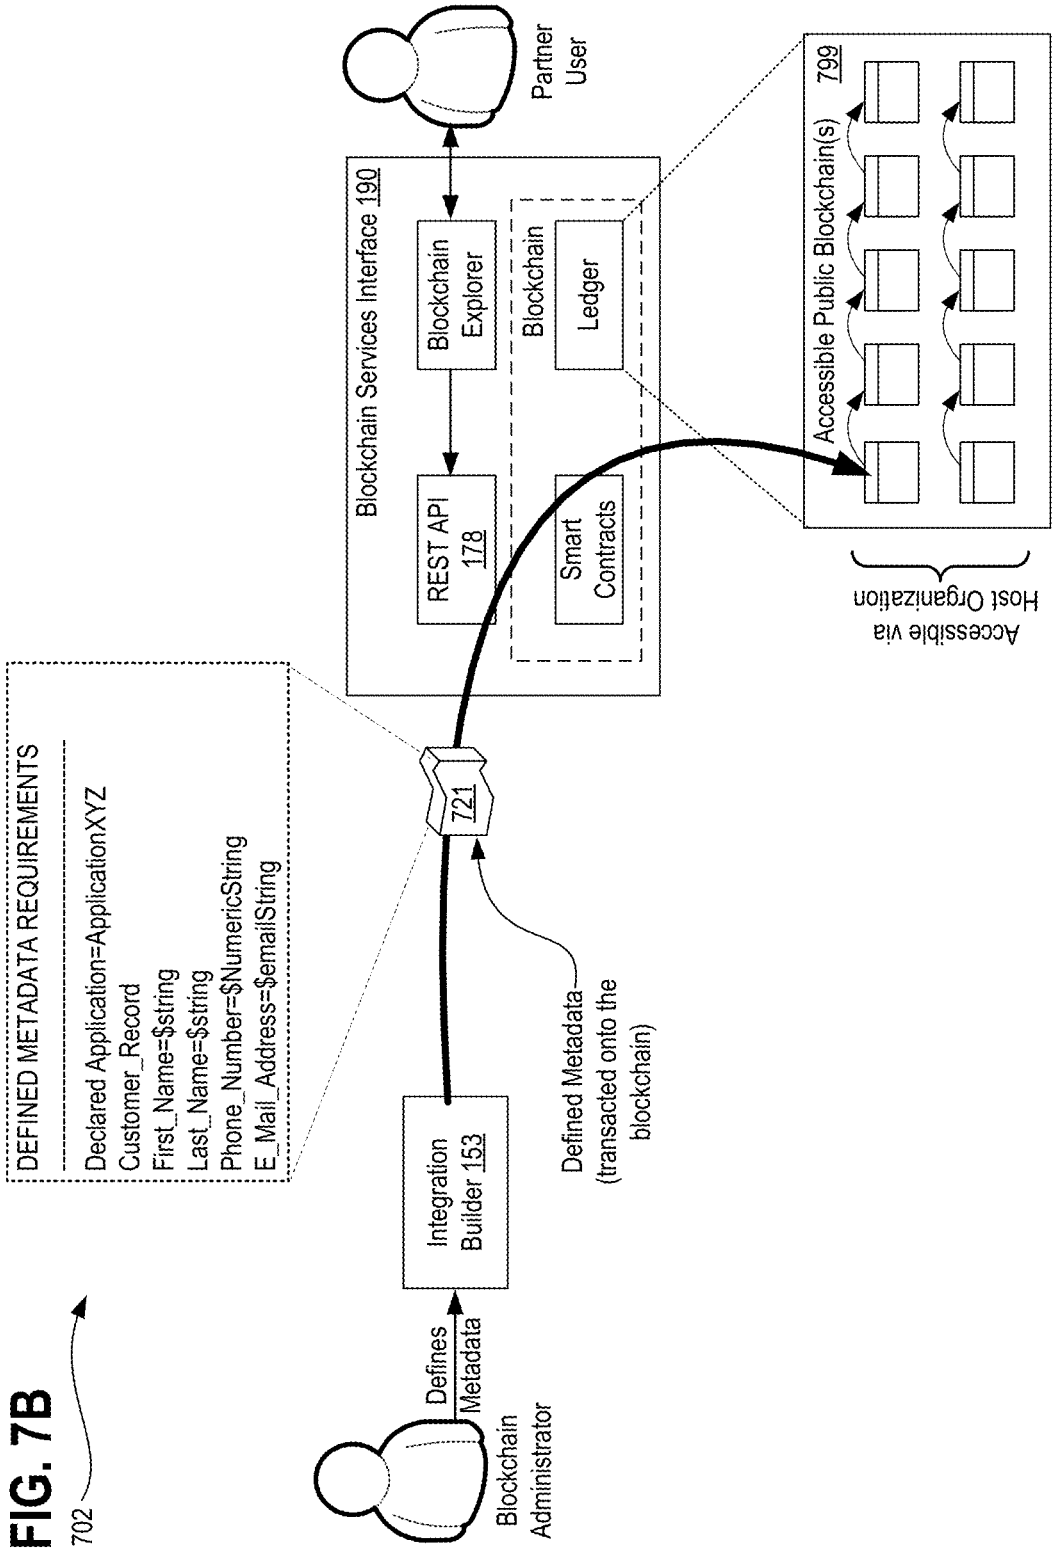 FIG. 7B
702
DEFINED METADATA REQUIREMENTS
Declared Application=ApplicationXYZ
Customer_Record
First_Name=$string
Last_Name=$string
Phone_Number=$NumericString
E_Mail_Address=$emailString
Blockchain
Administrator
Defines
Metadata
Integration
Builder 153
721
Defined Metadata
(transacted onto the
blockchain)
Blockchain Services Interface 190
REST API
178
Blockchain
Explorer
Blockchain
Smart
Contracts
Ledger
Partner
User
Accessible Public Blockchain(s)
799
Accessible via
Host Organization